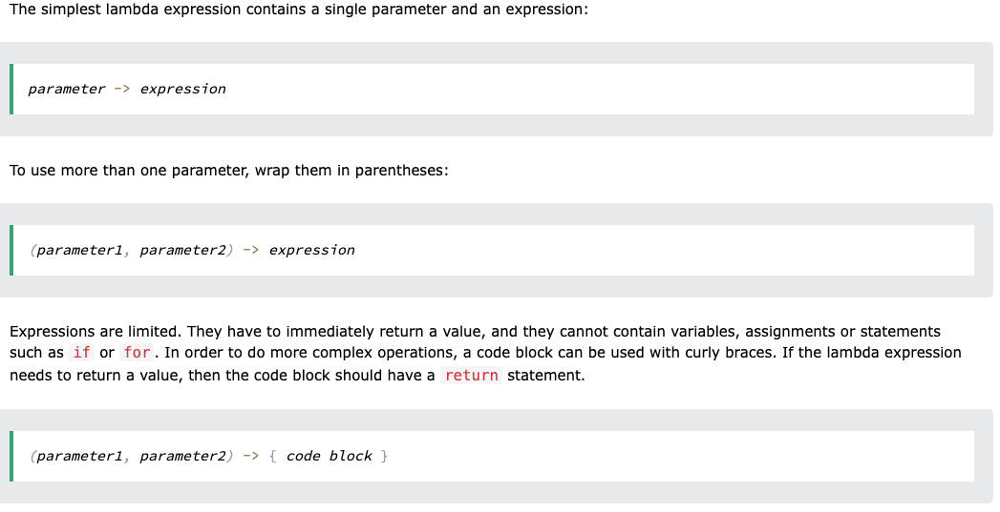 The simplest lambda expression contains a single parameter and an expression:
parameter -> expression
To use more than one parameter, wrap them in parentheses:
(parameter1, parameter2) -> expression
Expressions are limited. They have to immediately return a value, and they cannot contain variables, assignments or statements
such as if or for. In order to do more complex operations, a code block can be used with curly braces. If the lambda expression
needs to return a value, then the code block should have a return statement.
(parameter1, parameter2) -> { code block }